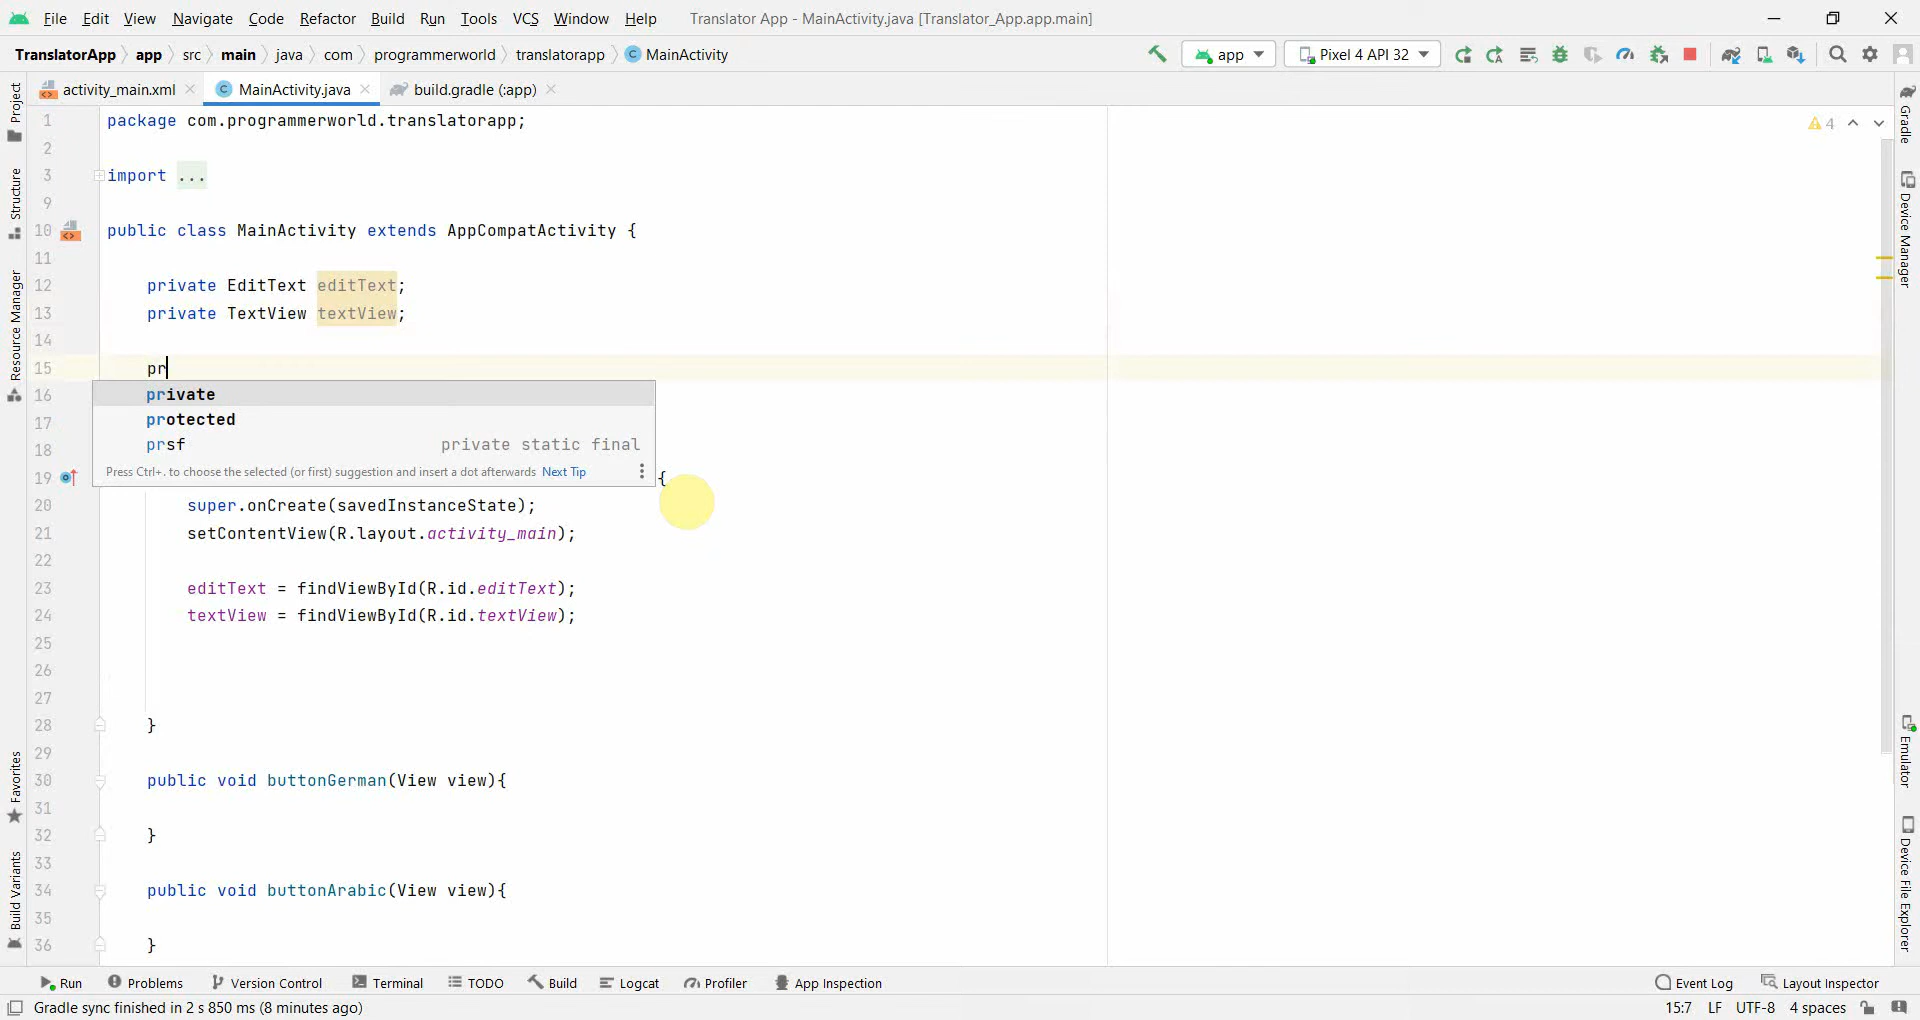 File Edit View Navigate Code Refactor Build Run Tools VCS Window Help Translator App - MainActivity.java [Translator_App.app.main]
TranslatorApp app src main java com programmerworld translatorapp C MainActivity app Pixel 4 API 32
activity_main.xml C MainActivity.java build.gradle (:app)
1 package com.programmerworld.translatorapp;
4
2
3 import ...
9
10 public class MainActivity extends AppCompatActivity {
11
12 private EditText editText;
13 private TextView textView;
14
15 pr
16 private
17 protected
18 prsf private static final
Press Ctrl+. to choose the selected (or first) suggestion and insert a dot afterwards Next Tip
19 {
20 super.onCreate(savedInstanceState);
21 setContentView(R.layout.activity_main);
22
23 editText = findViewById(R.id.editText);
24 textView = findViewById(R.id.textView);
25
26
27
28 }
29
30 public void buttonGerman(View view){
31
32 }
33
34 public void buttonArabic(View view){
35
36 }
Project
Structure
Resource Manager
Favorites
Build Variants
Gradle
Device Manager
Emulator
Device File Explorer
Run Problems Version Control Terminal TODO Build Logcat Profiler App Inspection Event Log Layout Inspector
Gradle sync finished in 2 s 850 ms (8 minutes ago) 15:7 LF UTF-8 4 spaces